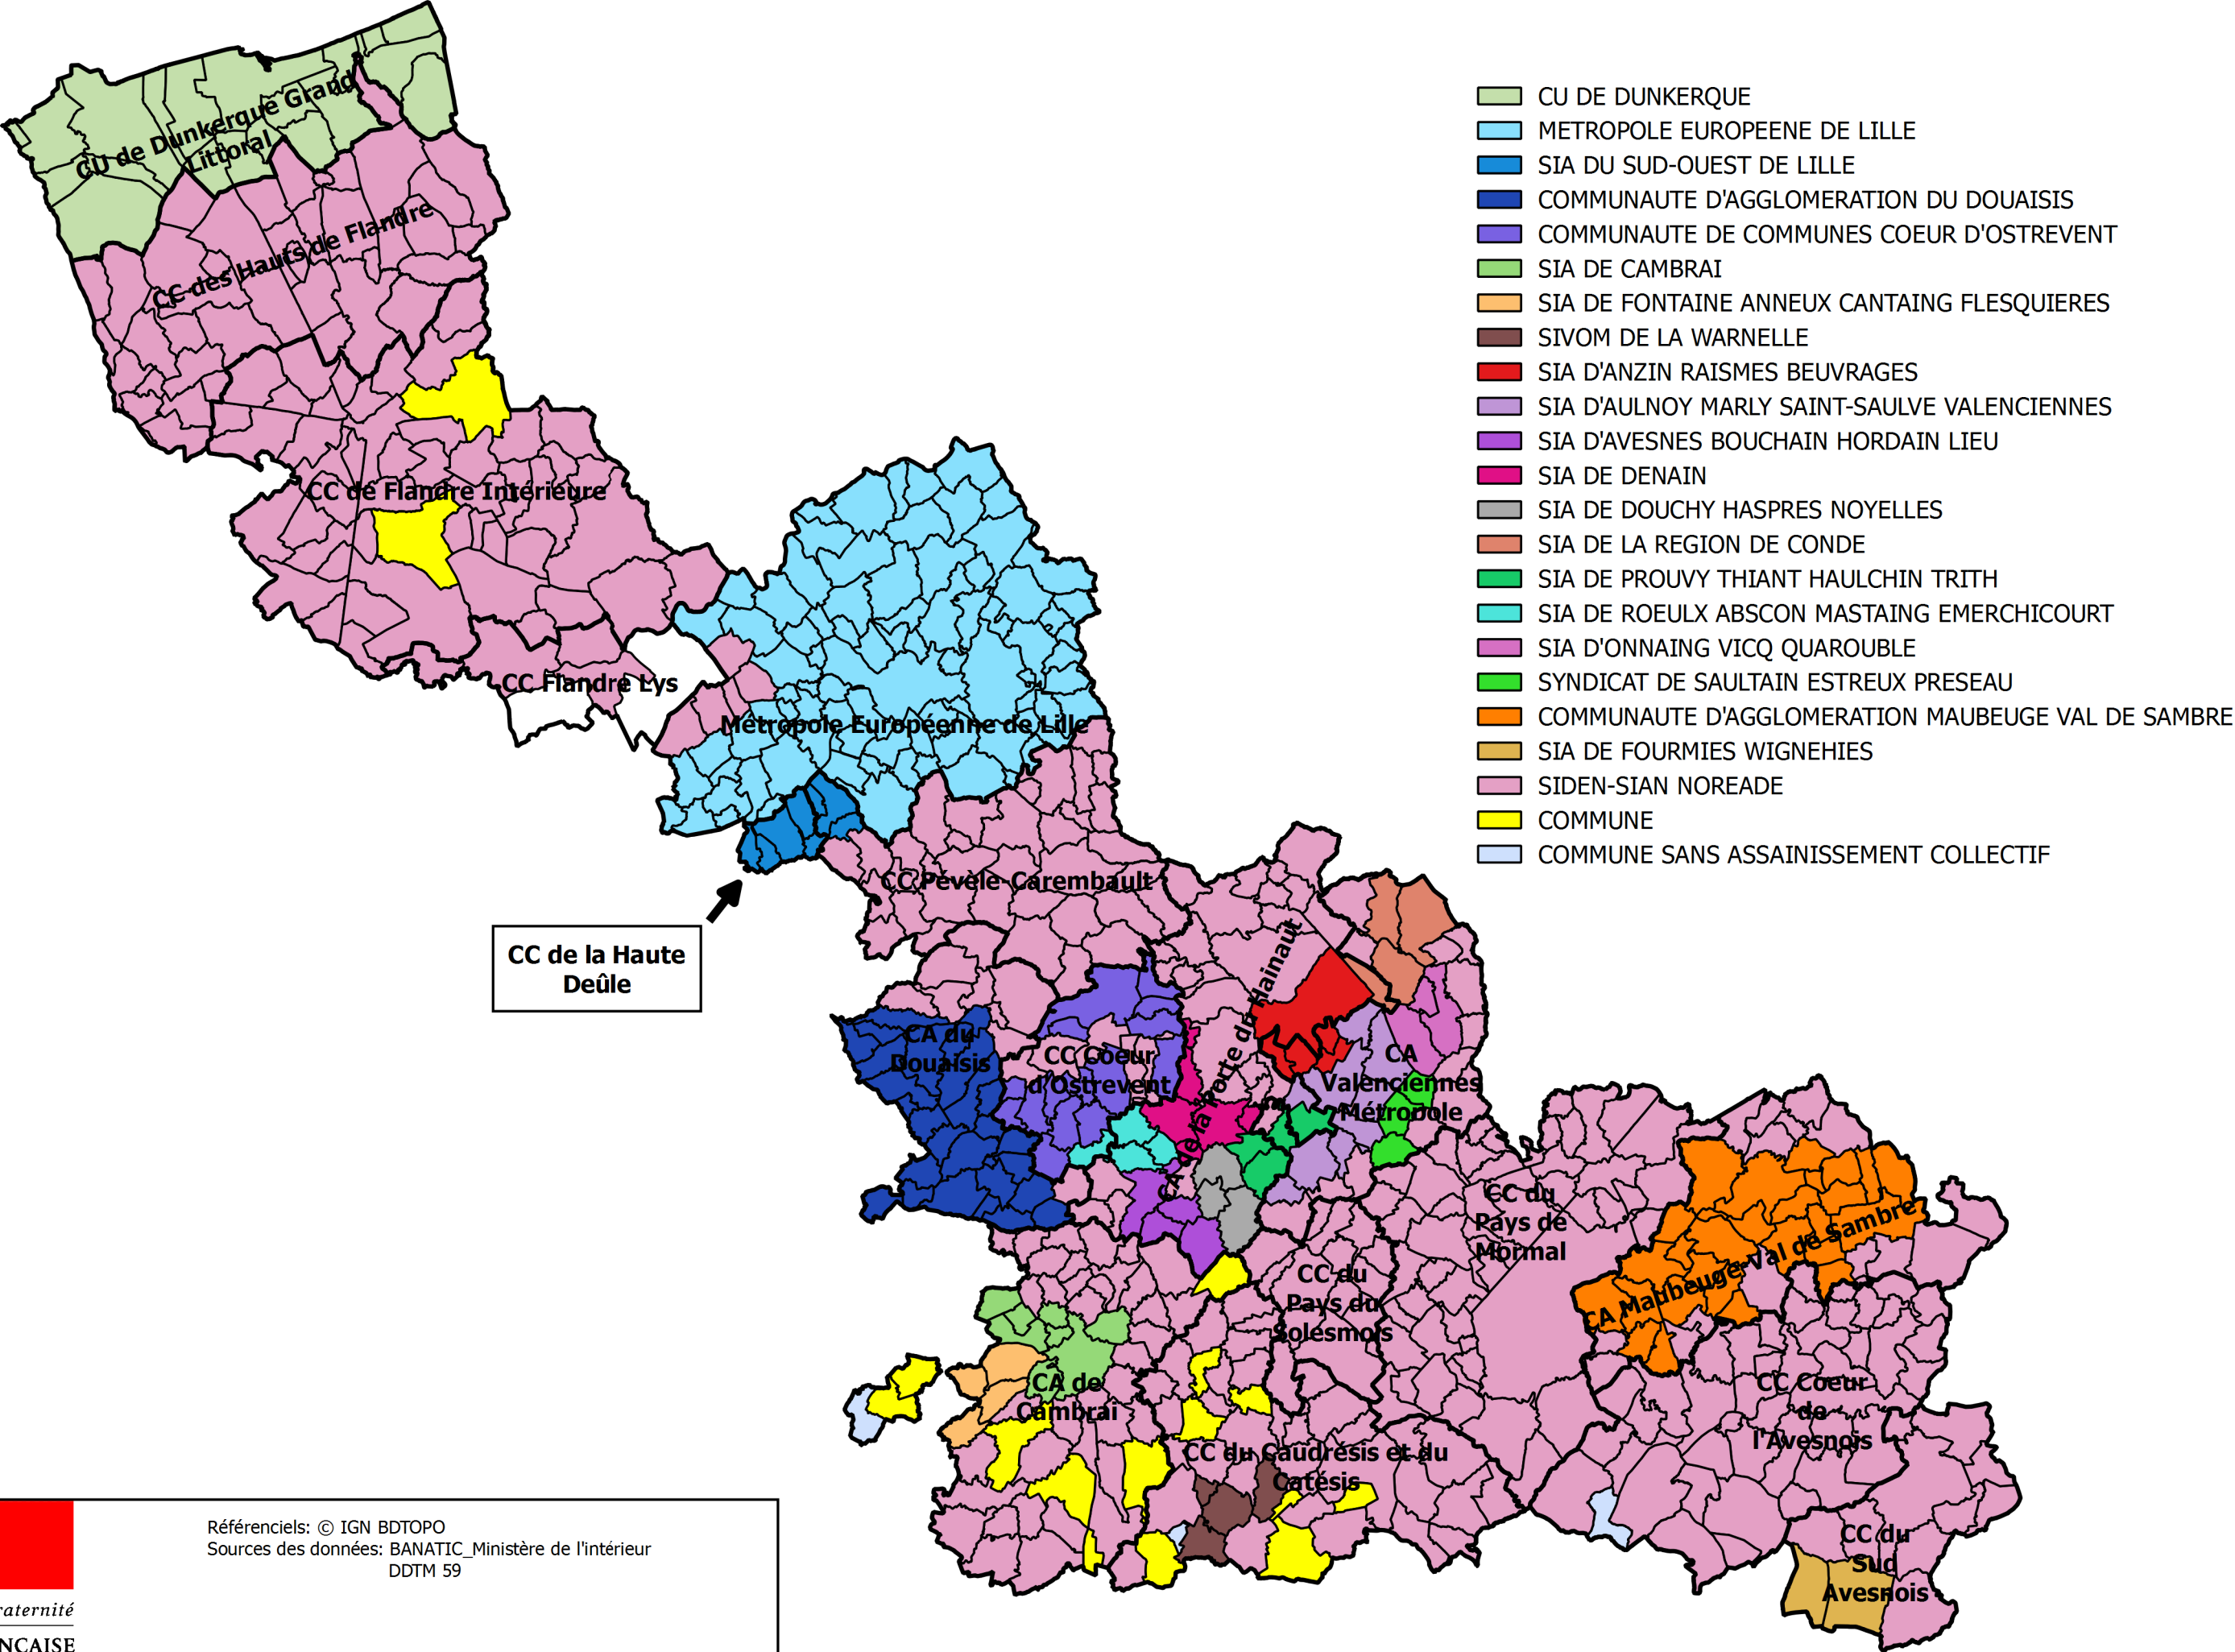 CU de Dunkerque Grand
Littoral
CC des Hauts de Flandre
CC de Flandre Intérieure
CC Flandre Lys
Métropole Européenne de Lille
CC Pévèle-Carembault
CC de la Haute
Deûle
CA de la Porte du Hainaut
CA du
Douaisis
CC Coeur
d'Ostrevent
CA
Valenciennes
Métropole
CC du
Pays de
Mormal
CA Maubeuge-Val de Sambre
CC du
Pays du
Solesmois
CA de
Cambrai
CC du Caudrésis et du
Catésis
CC Coeur
de
l'Avesnois
CC du
Sud
Avesnois
CU DE DUNKERQUE
METROPOLE EUROPEENE DE LILLE
SIA DU SUD-OUEST DE LILLE
COMMUNAUTE D'AGGLOMERATION DU DOUAISIS
COMMUNAUTE DE COMMUNES COEUR D'OSTREVENT
SIA DE CAMBRAI
SIA DE FONTAINE ANNEUX CANTAING FLESQUIERES
SIVOM DE LA WARNELLE
SIA D'ANZIN RAISMES BEUVRAGES
SIA D'AULNOY MARLY SAINT-SAULVE VALENCIENNES
SIA D'AVESNES BOUCHAIN HORDAIN LIEU
SIA DE DENAIN
SIA DE DOUCHY HASPRES NOYELLES
SIA DE LA REGION DE CONDE
SIA DE PROUVY THIANT HAULCHIN TRITH
SIA DE ROEULX ABSCON MASTAING EMERCHICOURT
SIA D'ONNAING VICQ QUAROUBLE
SYNDICAT DE SAULTAIN ESTREUX PRESEAU
COMMUNAUTE D'AGGLOMERATION MAUBEUGE VAL DE SAMBRE
SIA DE FOURMIES WIGNEHIES
SIDEN-SIAN NOREADE
COMMUNE
COMMUNE SANS ASSAINISSEMENT COLLECTIF
Référenciels: © IGN BDTOPO
Sources des données: BANATIC_Ministère de l'intérieur
DDTM 59
raternité
NÇAISE